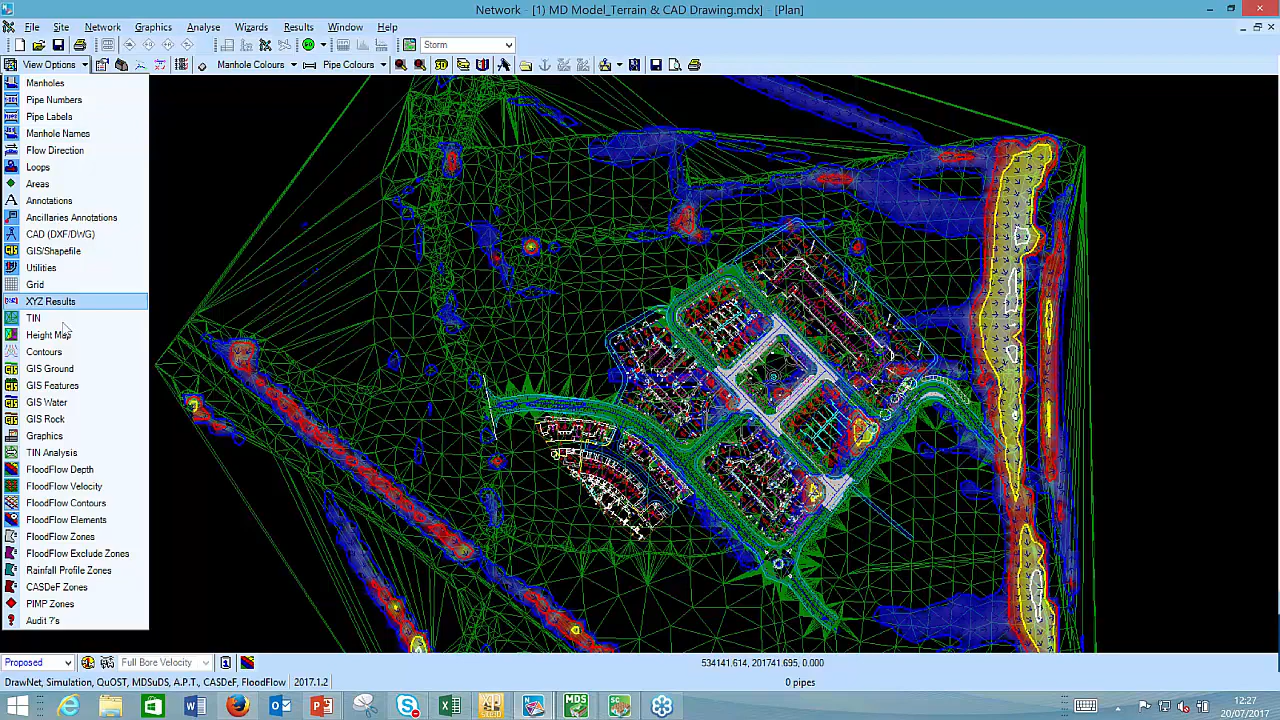 Network - [1) MD Model_Terrain & CAD Drawing.mdx] - [Plan]
File Site Network Graphics Analyse Wizards Results Window Help
Storm
View Options Manhole Colours Pipe Colours
Manholes
Pipe Numbers
Pipe Labels
Manhole Names
Flow Direction
Loops
Areas
Annotations
Ancillaries Annotations
CAD (DXF/DWG)
GIS/Shapefile
Utilities
Grid
XYZ Results
TIN
Height Map
Contours
GIS Ground
GIS Features
GIS Water
GIS Rock
Graphics
TIN Analysis
FloodFlow Depth
FloodFlow Velocity
FloodFlow Contours
FloodFlow Elements
FloodFlow Zones
FloodFlow Exclude Zones
Rainfall Profile Zones
CASDeF Zones
PIMP Zones
Audit ?'s
Proposed Full Bore Velocity 534141.614, 201741.695, 0.000
DrawNet, Simulation, QuOST, MDSuDS, A.P.T., CASDeF, FloodFlow 2017.1.2 0 pipes
12:27
20/07/2017